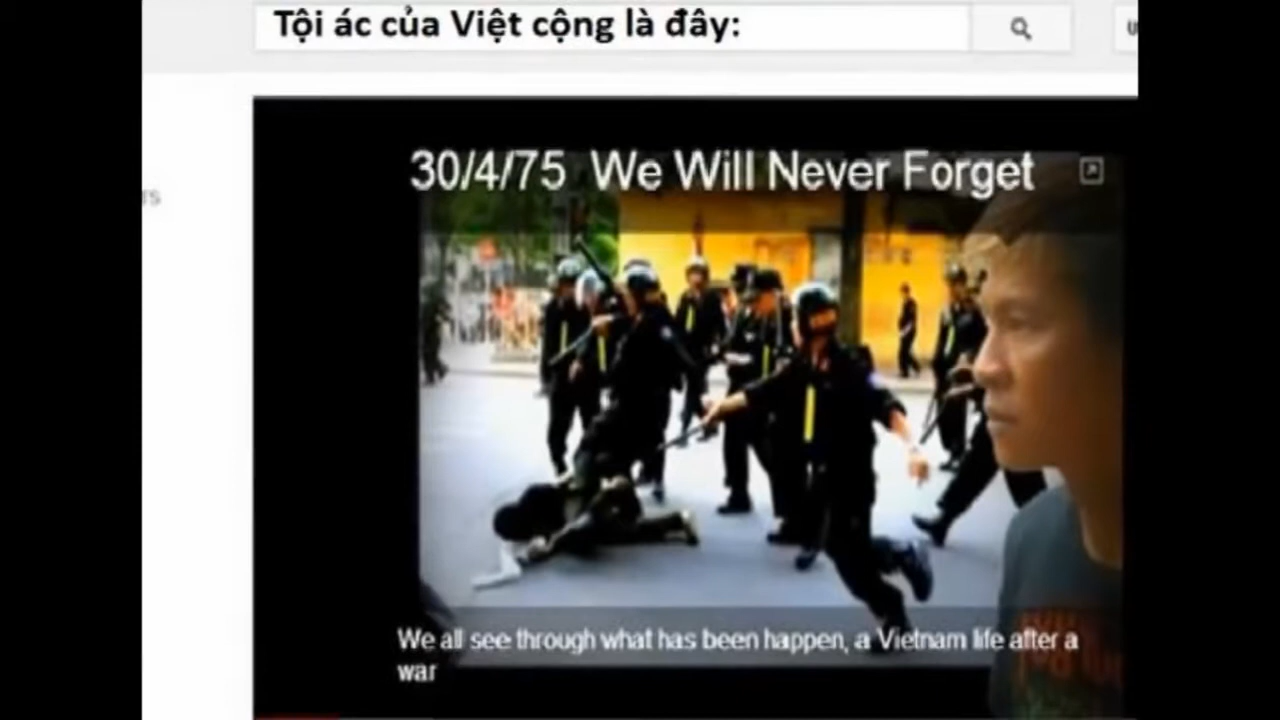 Tội ác của Việt cộng là đây:
rs
30/4/75 We Will Never Forget
We all see through what has been happen, a Vietnam life after a
war